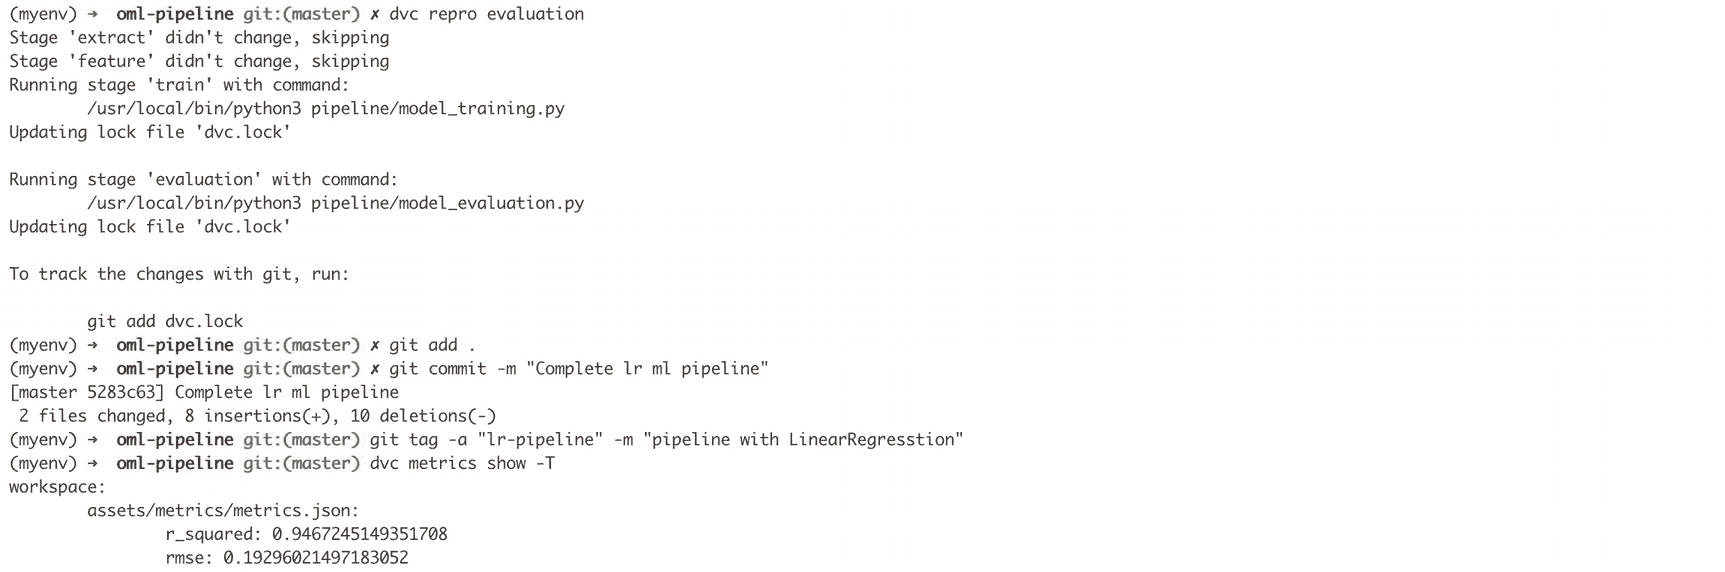 (myenv) → oml-pipeline git:(master) ✗ dvc repro evaluation
Stage 'extract' didn't change, skipping
Stage 'feature' didn't change, skipping
Running stage 'train' with command:
/usr/local/bin/python3 pipeline/model_training.py
Updating lock file 'dvc.lock'
Running stage 'evaluation' with command:
/usr/local/bin/python3 pipeline/model_evaluation.py
Updating lock file 'dvc.lock'
To track the changes with git, run:
git add dvc.lock
(myenv) → oml-pipeline git:(master) ✗ git add .
(myenv) → oml-pipeline git:(master) ✗ git commit -m "Complete lr ml pipeline"
[master 5283c63] Complete lr ml pipeline
2 files changed, 8 insertions(+), 10 deletions(-)
(myenv) → oml-pipeline git:(master) git tag -a "lr-pipeline" -m "pipeline with LinearRegresstion"
(myenv) → oml-pipeline git:(master) dvc metrics show -T
workspace:
assets/metrics/metrics.json:
r_squared: 0.9467245149351708
rmse: 0.19296021497183052